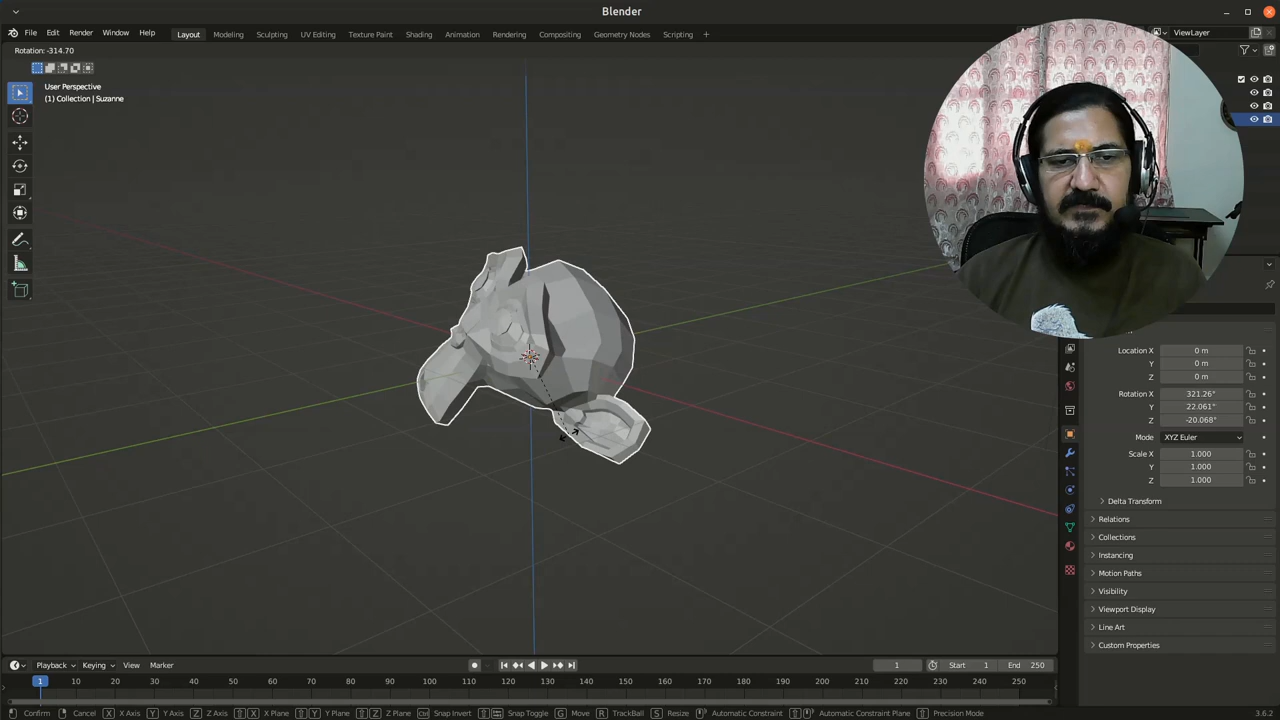 Blender
File Edit Render Window Help
Layout Modeling Sculpting UV Editing Texture Paint Shading Animation Rendering Compositing Geometry Nodes Scripting +
ViewLayer
Rotation: -314.70
User Perspective
(1) Collection | Suzanne
Location X 0 m
Y 0 m
Z 0 m
Rotation X 321.26°
Y 22.061°
Z -20.068°
Mode XYZ Euler
Scale X 1.000
Y 1.000
Z 1.000
Delta Transform
Relations
Collections
Instancing
Motion Paths
Visibility
Viewport Display
Line Art
Custom Properties
Playback Keying View Marker
1
Start 1
End 250
1 10 20 30 40 50 60 70 80 90 100 110 120 130 140 150 160 170 180 190 200 210 220 230 240 250
Confirm Cancel X X Axis Y Y Axis Z Z Axis X X Plane Y Y Plane Z Z Plane Ctrl Snap Invert Snap Toggle G Move R TrackBall S Resize Automatic Constraint Automatic Constraint Plane Precision Mode
3.6.2